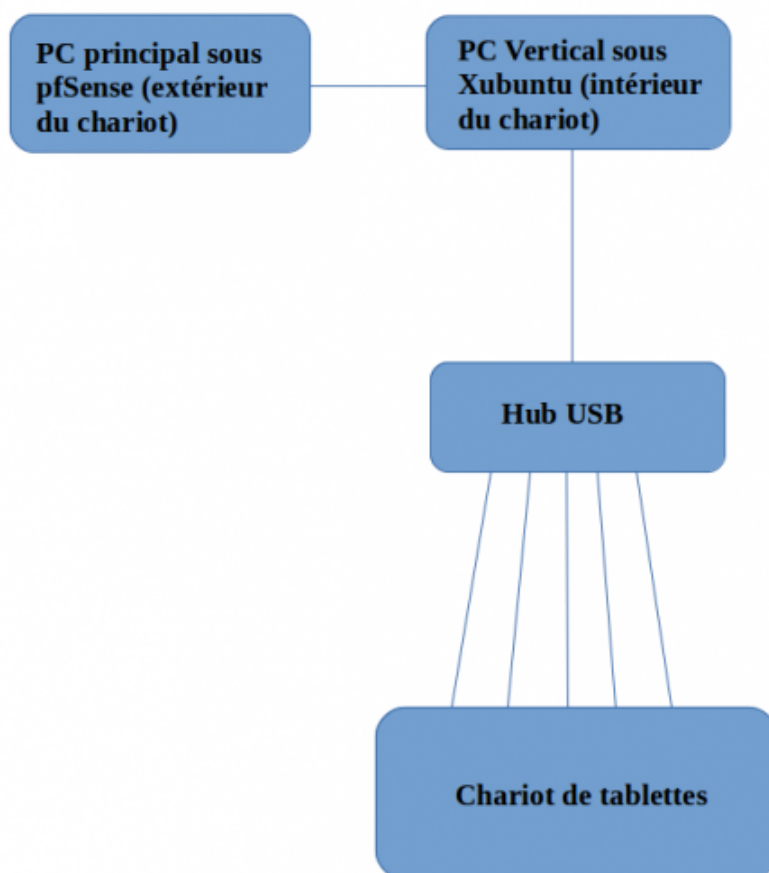 PC principal sous
pfSense (extérieur
du chariot)
PC Vertical sous
Xubuntu (intérieur
du chariot)
Hub USB
Chariot de tablettes